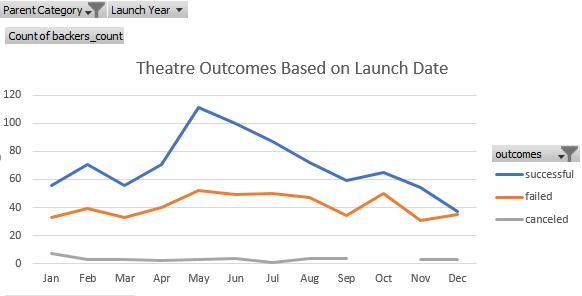 Parent Category Launch Year
Count of backers_count
Theatre Outcomes Based on Launch Date
120
100
80
60
40
20
0
Jan Feb Mar Apr May Jun Jul Aug Sep Oct Nov Dec
outcomes
successful
failed
canceled